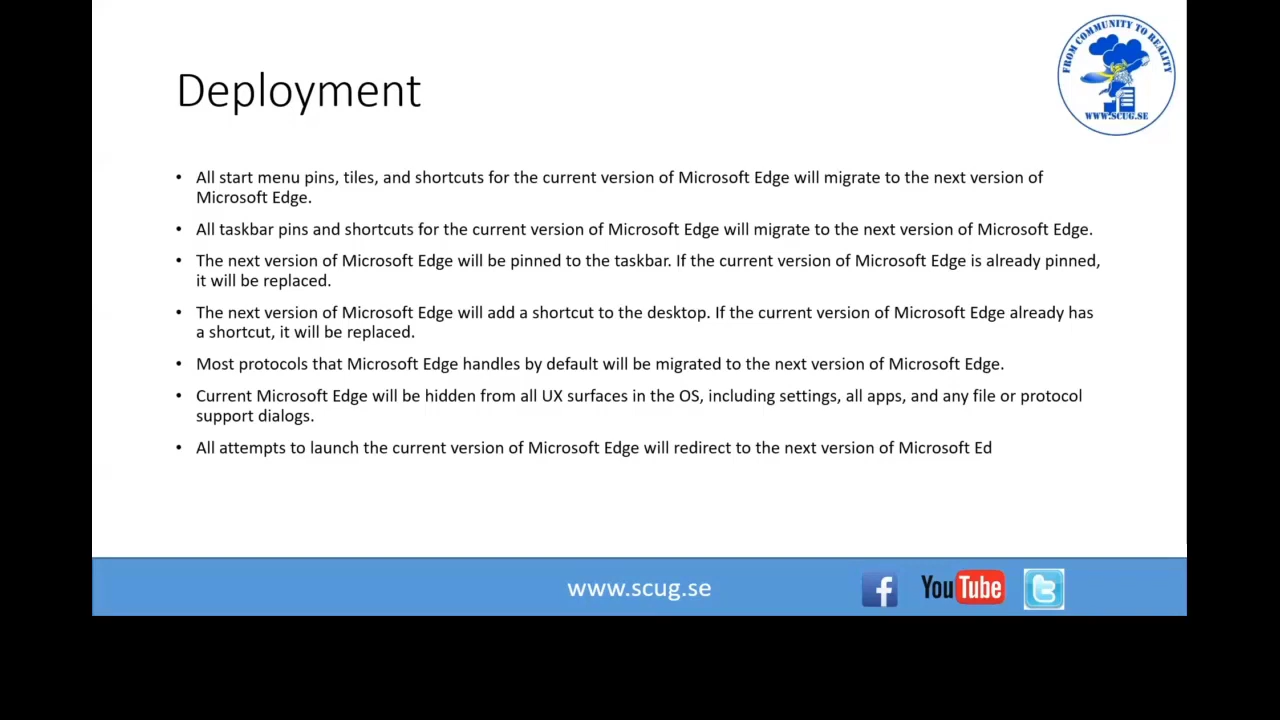 FROM COMMUNITY TO REALITY
WWW.SCUG.SE
Deployment
• All start menu pins, tiles, and shortcuts for the current version of Microsoft Edge will migrate to the next version of
Microsoft Edge.
• All taskbar pins and shortcuts for the current version of Microsoft Edge will migrate to the next version of Microsoft Edge.
• The next version of Microsoft Edge will be pinned to the taskbar. If the current version of Microsoft Edge is already pinned,
it will be replaced.
• The next version of Microsoft Edge will add a shortcut to the desktop. If the current version of Microsoft Edge already has
a shortcut, it will be replaced.
• Most protocols that Microsoft Edge handles by default will be migrated to the next version of Microsoft Edge.
• Current Microsoft Edge will be hidden from all UX surfaces in the OS, including settings, all apps, and any file or protocol
support dialogs.
• All attempts to launch the current version of Microsoft Edge will redirect to the next version of Microsoft Ed
www.scug.se
f
YouTube
t